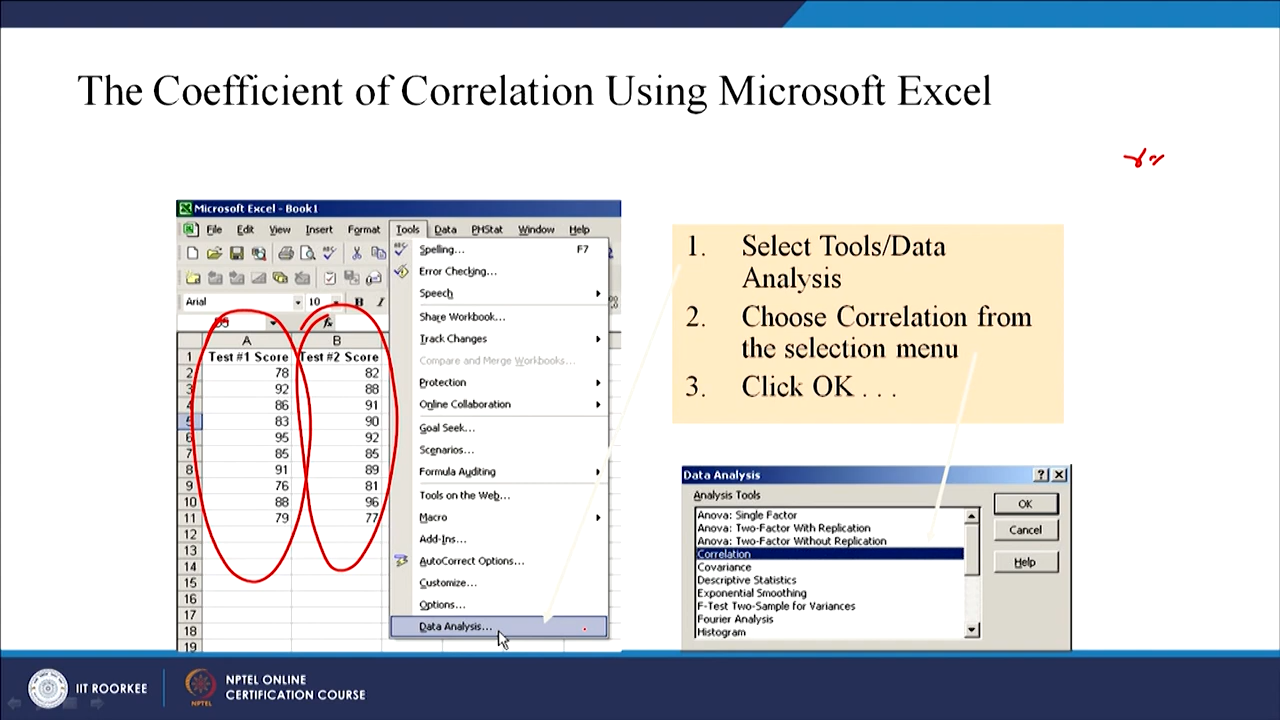 The Coefficient of Correlation Using Microsoft Excel
Microsoft Excel - Book1
File Edit View Insert Format Tools Data PHStat Window Help
Arial 10 B I
D5 fx
A B
1 Test #1 Score Test #2 Score
2 78 82
3 92 88
4 86 91
5 83 90
6 95 92
7 85 85
8 91 89
9 76 81
10 88 96
11 79 77
12
13
14
15
16
17
18
19
Spelling... F7
Error Checking...
Speech
Share Workbook...
Track Changes
Compare and Merge Workbooks...
Protection
Online Collaboration
Goal Seek...
Scenarios...
Formula Auditing
Tools on the Web...
Macro
Add-Ins...
AutoCorrect Options...
Customize...
Options...
Data Analysis...
1. Select Tools/Data
Analysis
2. Choose Correlation from
the selection menu
3. Click OK . . .
Data Analysis
Analysis Tools
Anova: Single Factor
Anova: Two-Factor With Replication
Anova: Two-Factor Without Replication
Correlation
Covariance
Descriptive Statistics
Exponential Smoothing
F-Test Two-Sample for Variances
Fourier Analysis
Histogram
OK
Cancel
Help
IIT ROORKEE
NPTEL
NPTEL ONLINE
CERTIFICATION COURSE